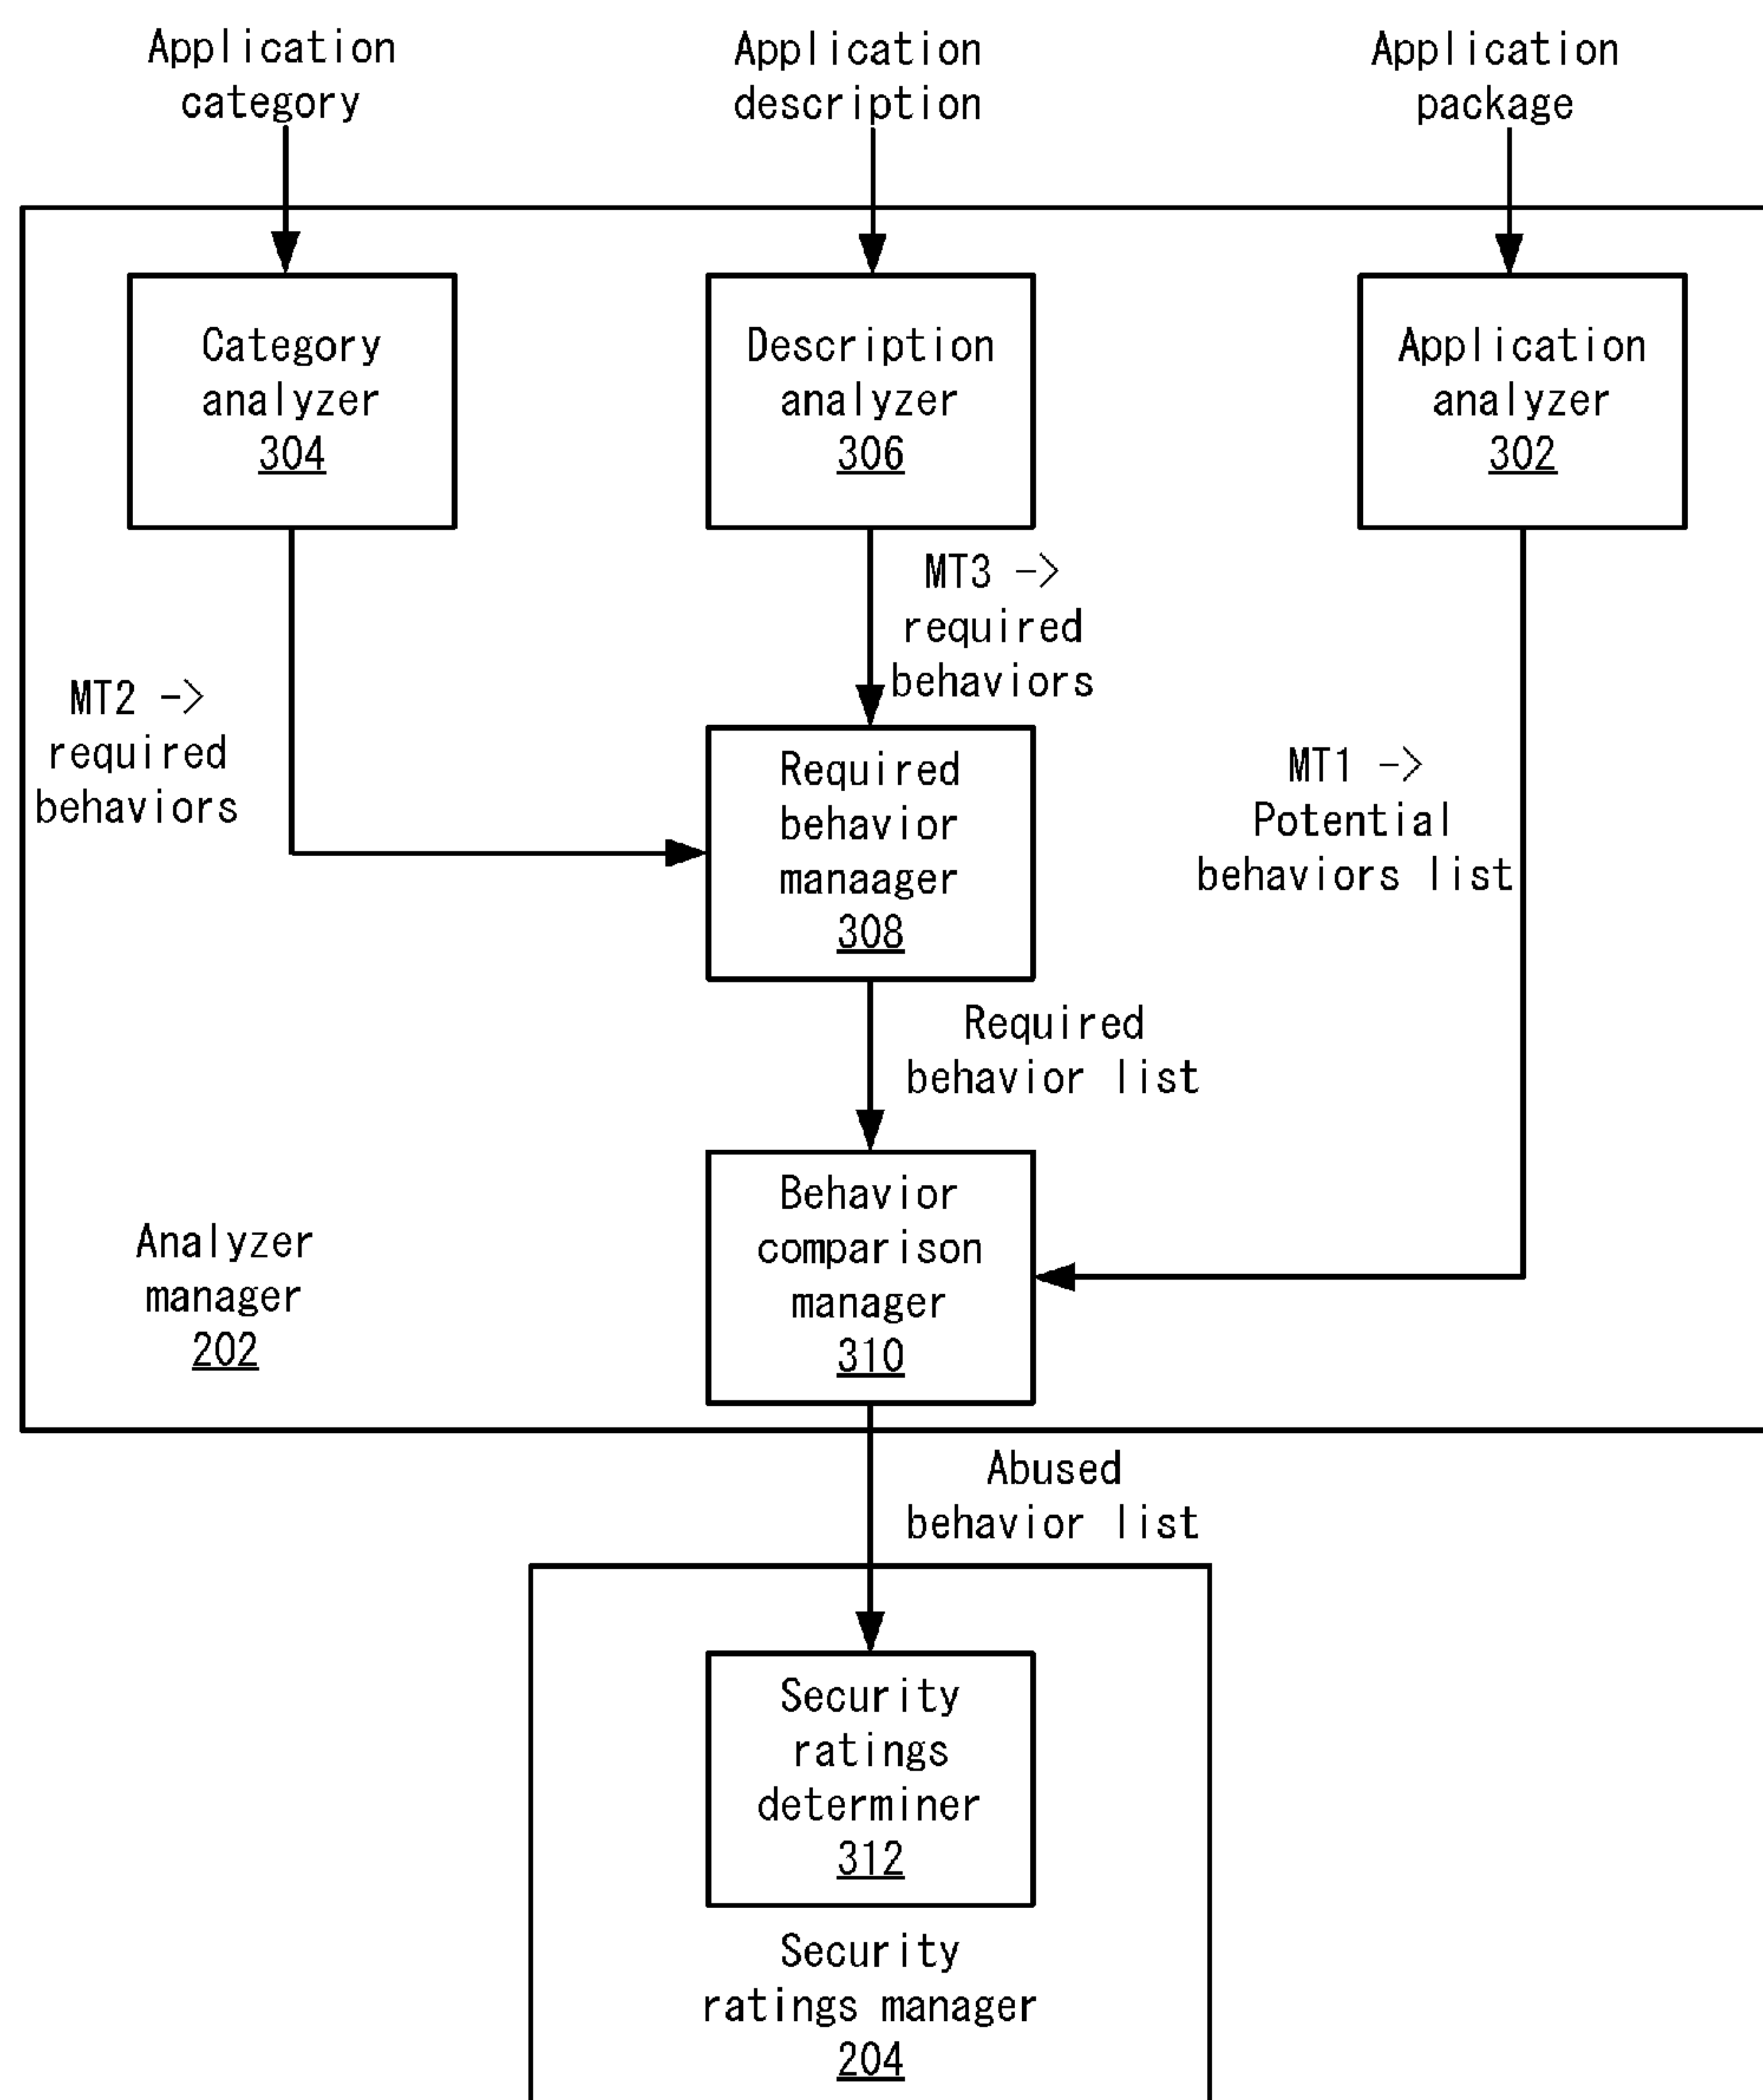 Application
category
Application
description
Application
package
Category
analyzer
304
Description
analyzer
306
Application
analyzer
302
MT3 ->
required
behaviors
MT2 ->
required
behaviors
Required
behavior
manaager
308
MT1 ->
Potential
behaviors list
Required
behavior list
Behavior
comparison
manager
310
Analyzer
manager
202
Abused
behavior list
Security
ratings
determiner
312
Security
ratings manager
204